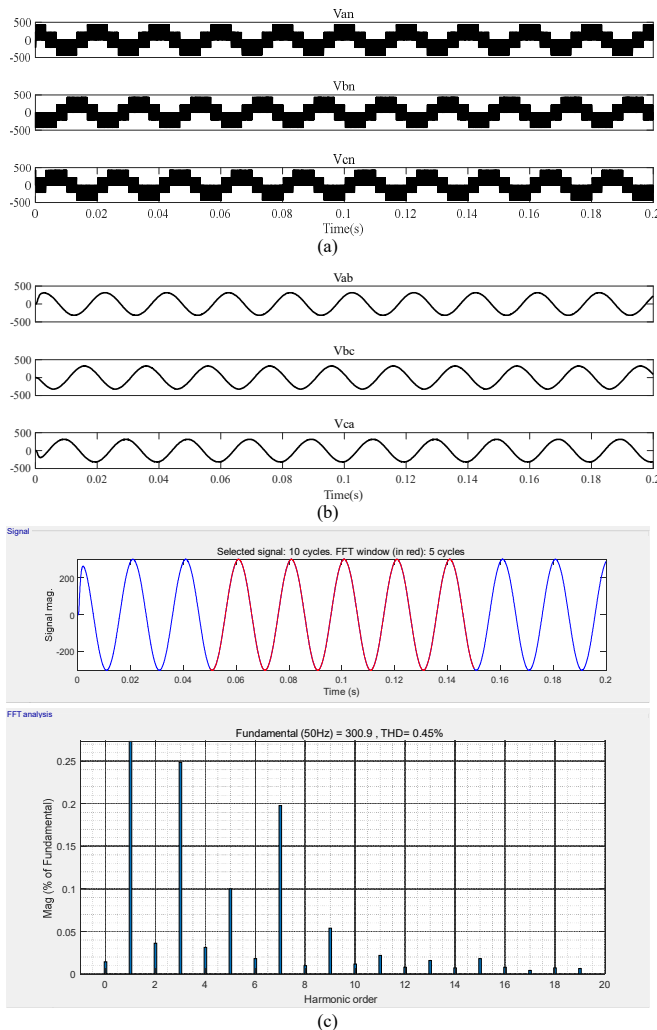 Van
500
0
-500
Vbn
500
0
-500
Vcn
500
0
-500
0 0.02 0.04 0.06 0.08 0.1 0.12 0.14 0.16 0.18 0.2
Time(s)
(a)
Vab
500
0
-500
Vbc
500
0
-500
Vca
500
0
-500
0 0.02 0.04 0.06 0.08 0.1 0.12 0.14 0.16 0.18 0.2
Time(s)
(b)
Signal
Selected signal: 10 cycles. FFT window (in red): 5 cycles
Signal mag.
200
0
-200
0 0.02 0.04 0.06 0.08 0.1 0.12 0.14 0.16 0.18 0.2
Time (s)
FFT analysis
Fundamental (50Hz) = 300.9 , THD= 0.45%
Mag (% of Fundamental)
0.25
0.2
0.15
0.1
0.05
0
0 2 4 6 8 10 12 14 16 18 20
Harmonic order
(c)